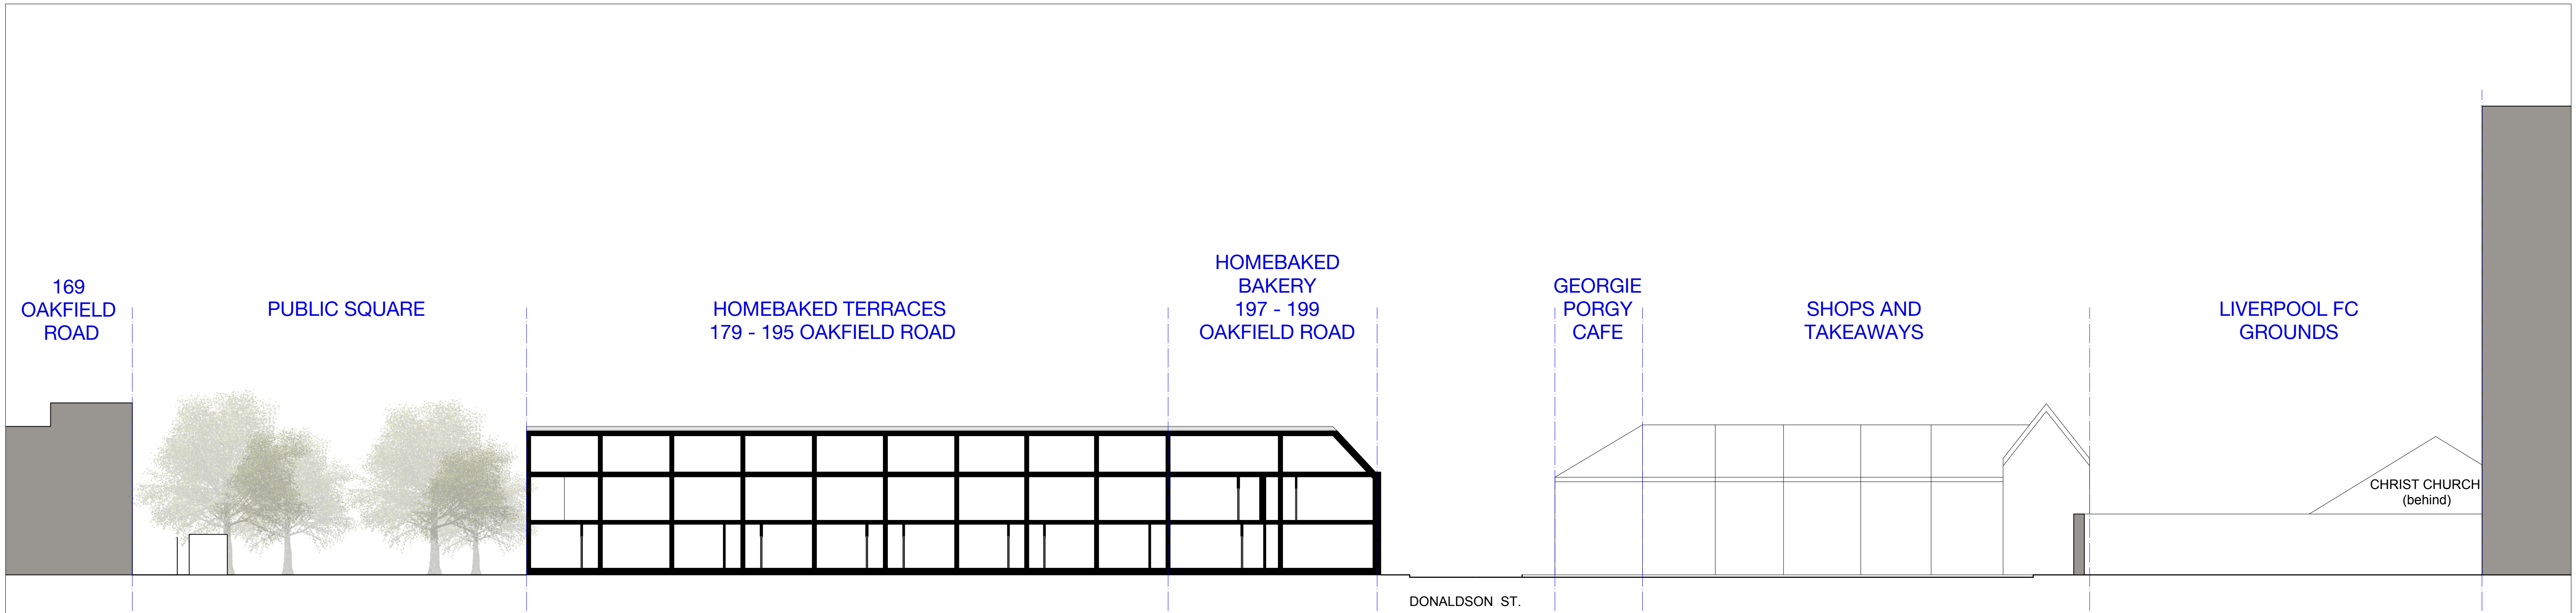 169
OAKFIELD
ROAD
PUBLIC SQUARE
HOMEBAKED TERRACES
179 - 195 OAKFIELD ROAD
HOMEBAKED
BAKERY
197 - 199
OAKFIELD ROAD
GEORGIE
PORGY
CAFE
SHOPS AND
TAKEAWAYS
LIVERPOOL FC
GROUNDS
CHRIST CHURCH
(behind)
DONALDSON ST.